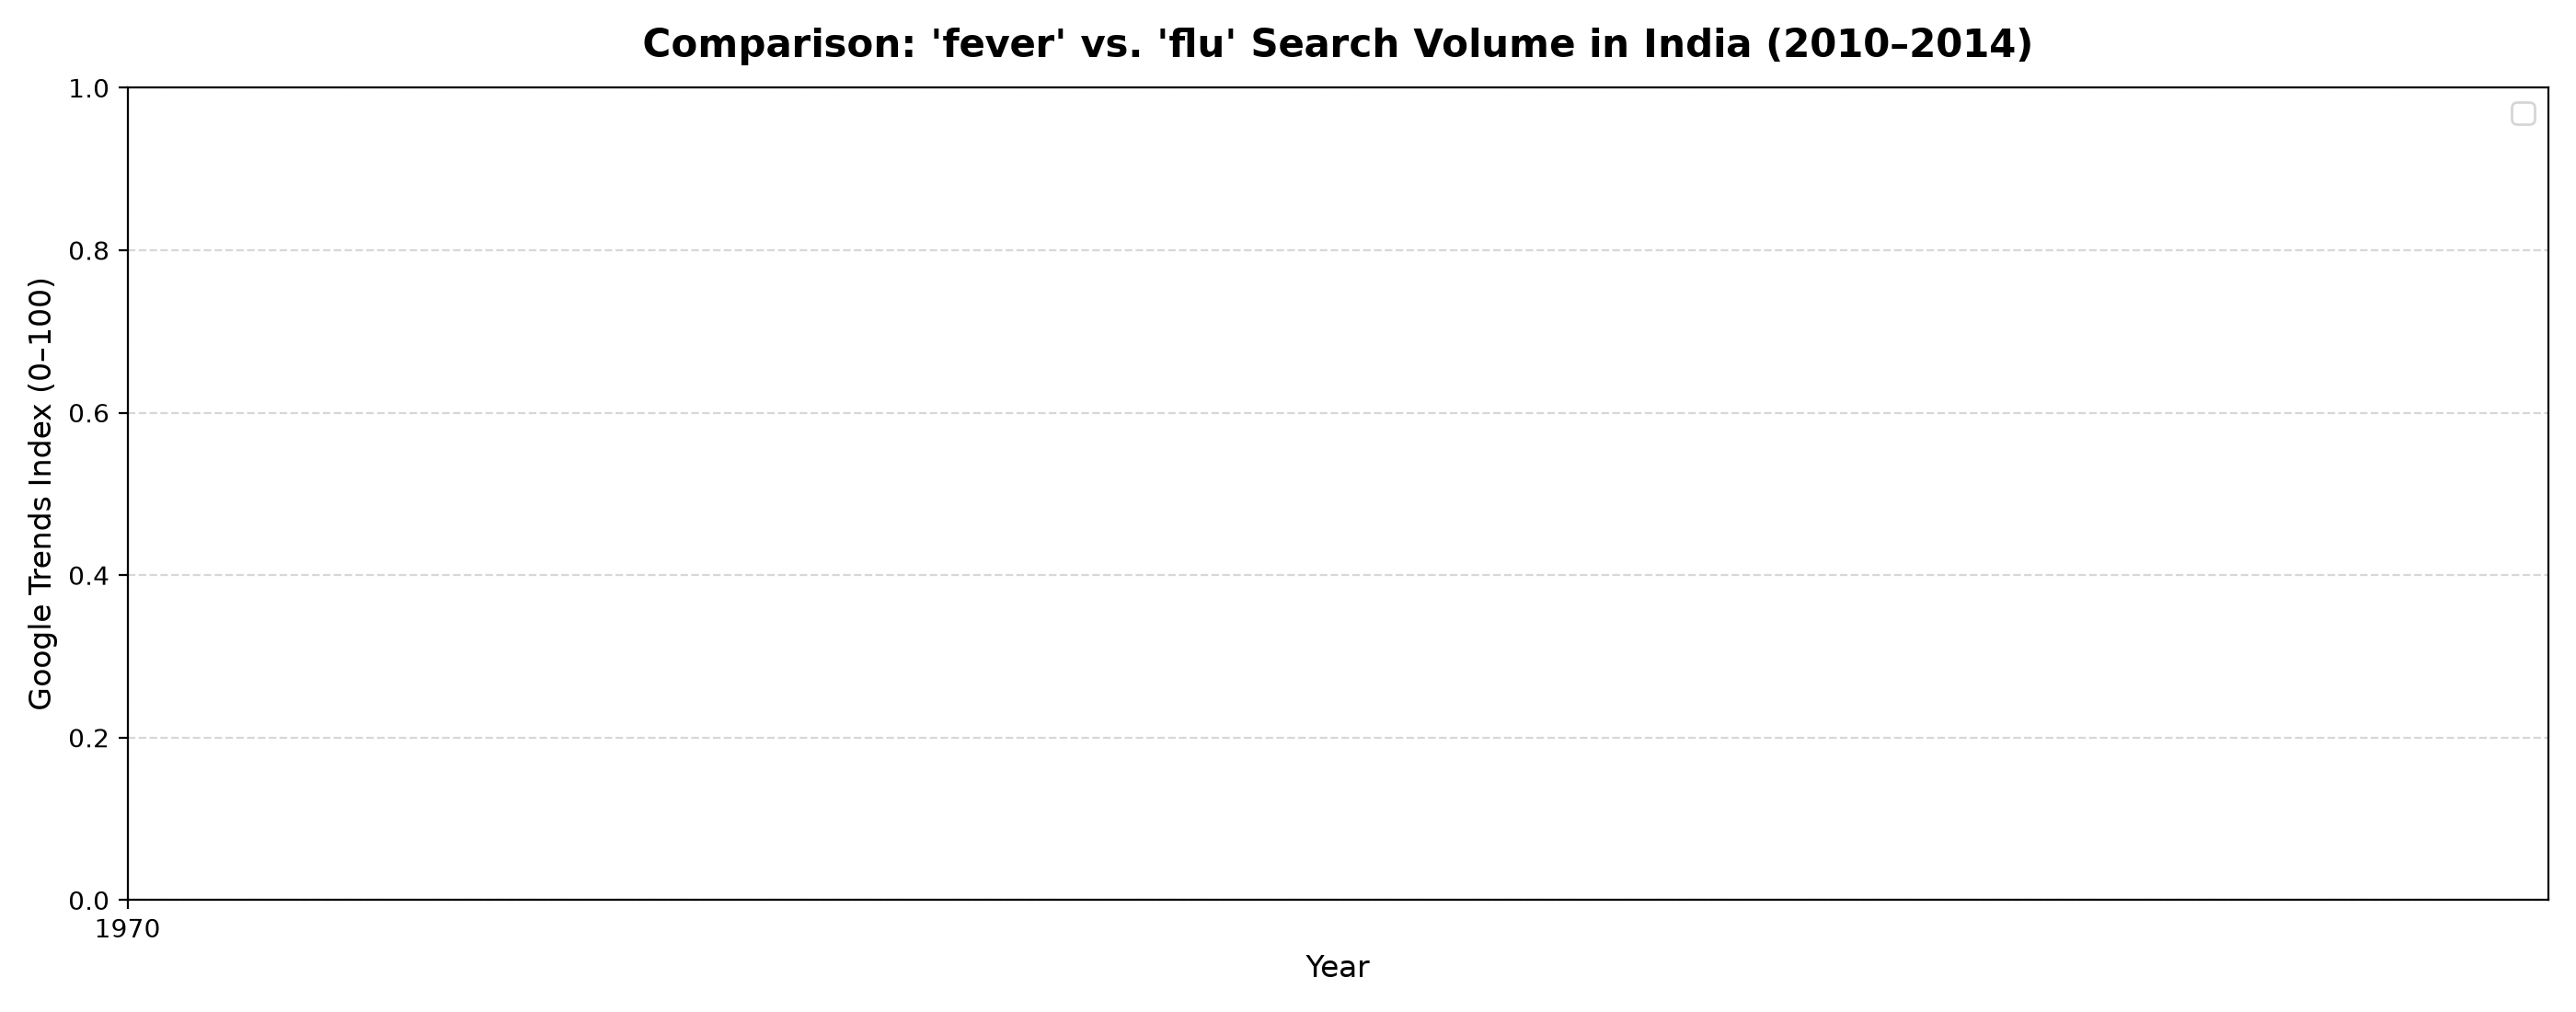 Comparison: 'fever' vs. 'flu' Search Volume in India (2010–2014)
Google Trends Index (0–100)
1.0
0.8
0.6
0.4
0.2
0.0
1970
Year